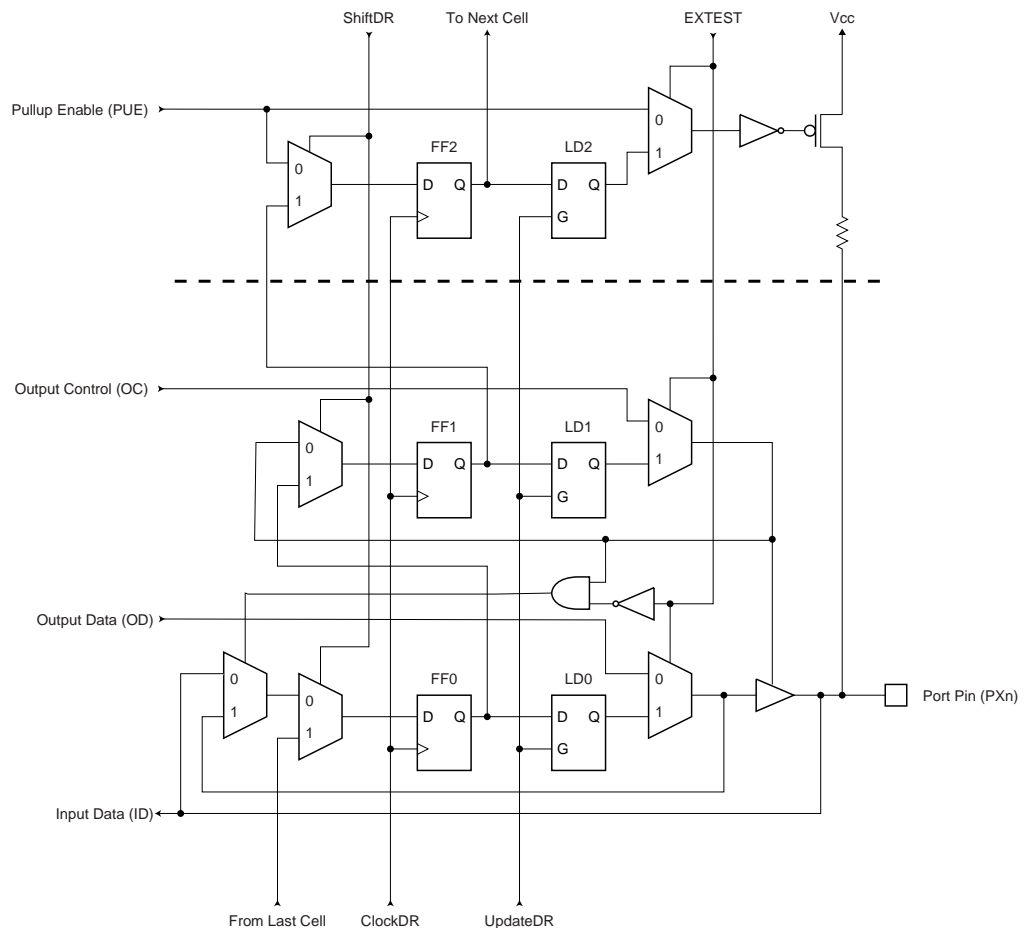 ShiftDR
To Next Cell
EXTEST
Vcc
Pullup Enable (PUE)
0
1
FF2
LD2
0
1
D Q
D Q
G
Output Control (OC)
FF1
LD1
0
1
0
1
D Q
D Q
G
Output Data (OD)
0
1
0
1
FF0
LD0
0
1
D Q
D Q
G
Port Pin (PXn)
Input Data (ID)
From Last Cell
ClockDR
UpdateDR